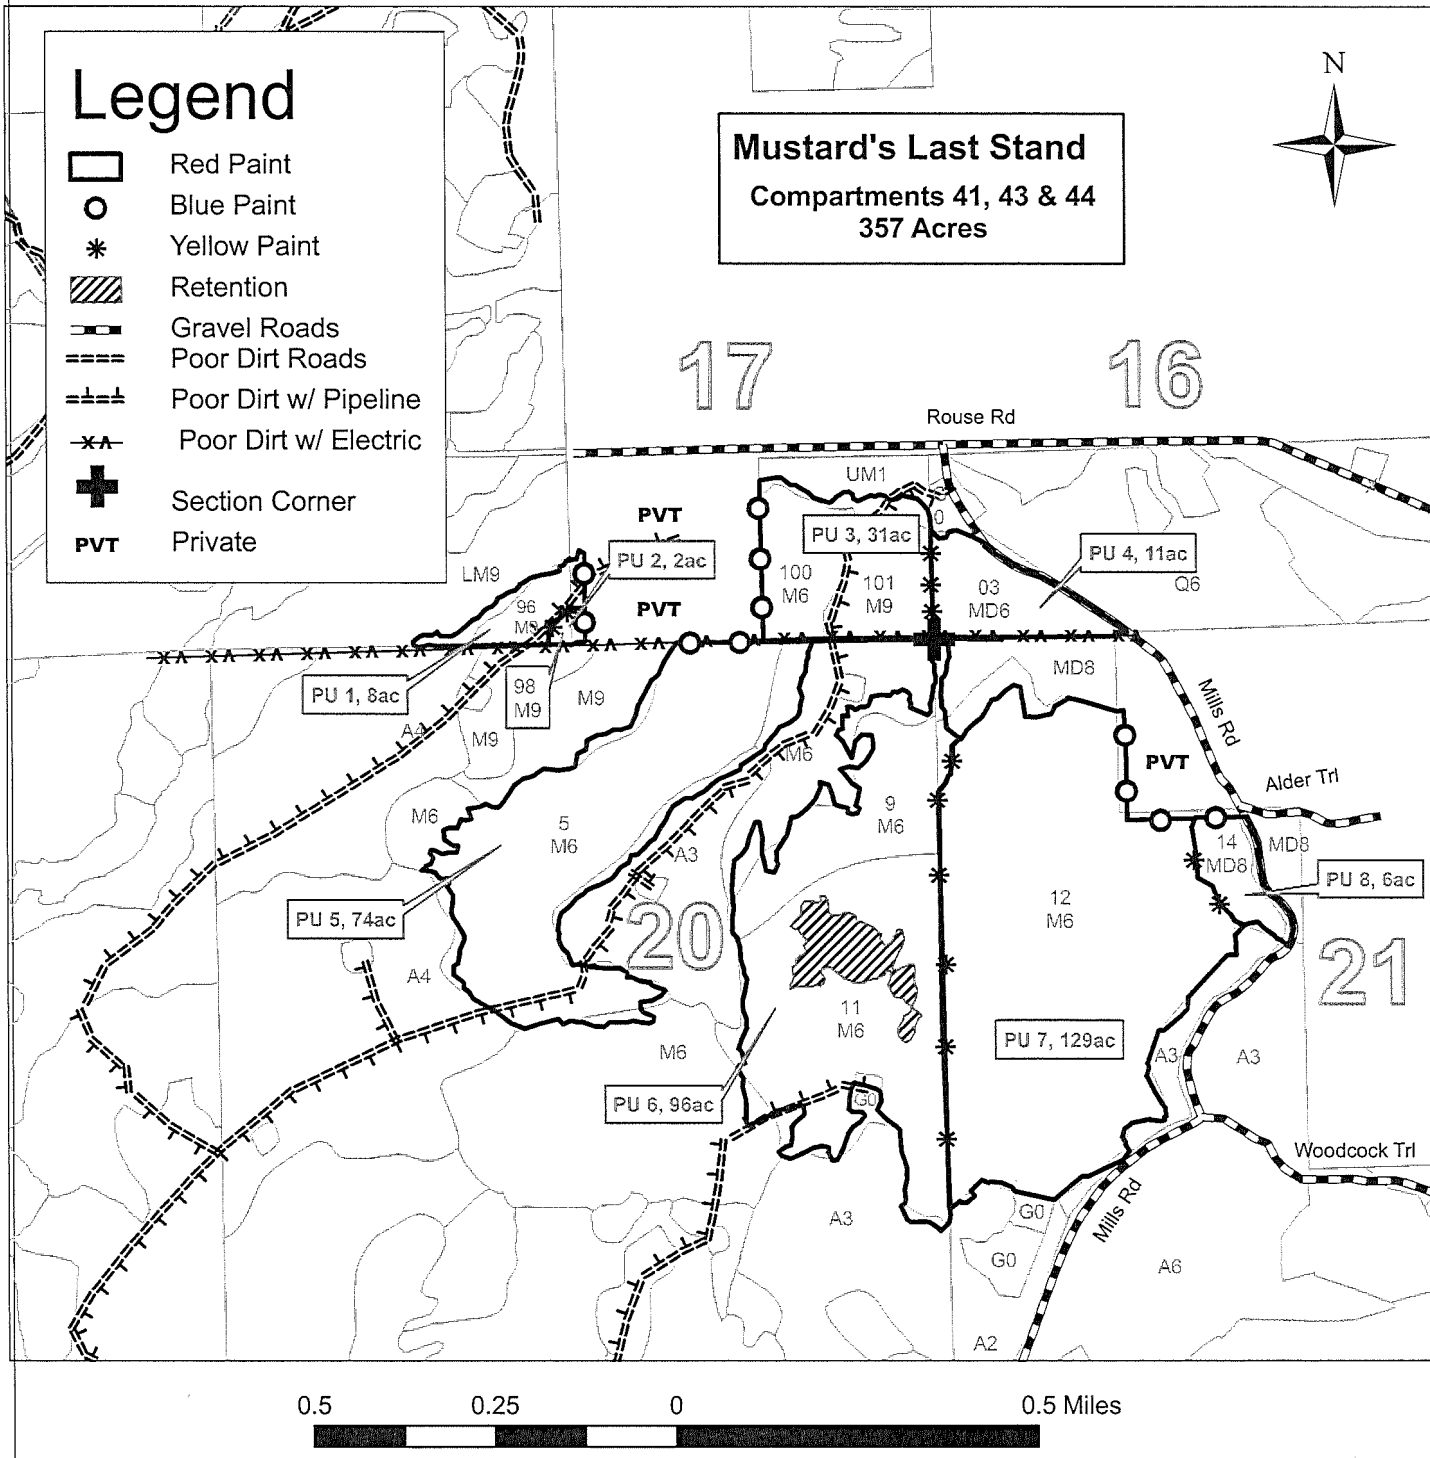 Legend
Red Paint
Blue Paint
Yellow Paint
Retention
Gravel Roads
Poor Dirt Roads
Poor Dirt w/ Pipeline
Poor Dirt w/ Electric
Section Corner
PVT Private
Mustard's Last Stand
Compartments 41, 43 & 44
357 Acres
N
17
16
Rouse Rd
UM1
0
PVT
PU 3, 31ac
PU 2, 2ac
PU 4, 11ac
LM9
100
M6
101
M9
03
MD6
Q6
96
M9
PVT
PU 1, 8ac
98
M9
M9
MD8
A4
M9
M6
Mills Rd
PVT
Alder Trl
M6
5
M6
9
M6
A3
14
MD8
MD8
PU 8, 6ac
PU 5, 74ac
12
M6
20
21
A4
11
M6
M6
PU 7, 129ac
A3
A3
PU 6, 96ac
G0
Woodcock Trl
Mills Rd
A3
G0
G0
A6
A2
0.5 0.25 0 0.5 Miles